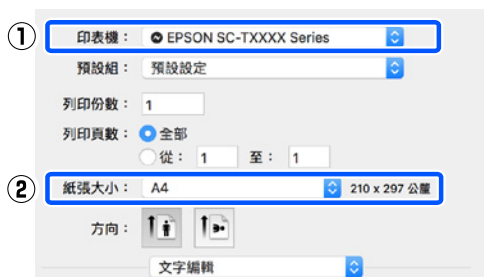 ① 印表機： EPSON SC-TXXXX Series
預設組： 預設設定
列印份數： 1
列印頁數： 全部
從： 1 至： 1
② 紙張大小： A4 210 x 297 公釐
方向：
文字編輯